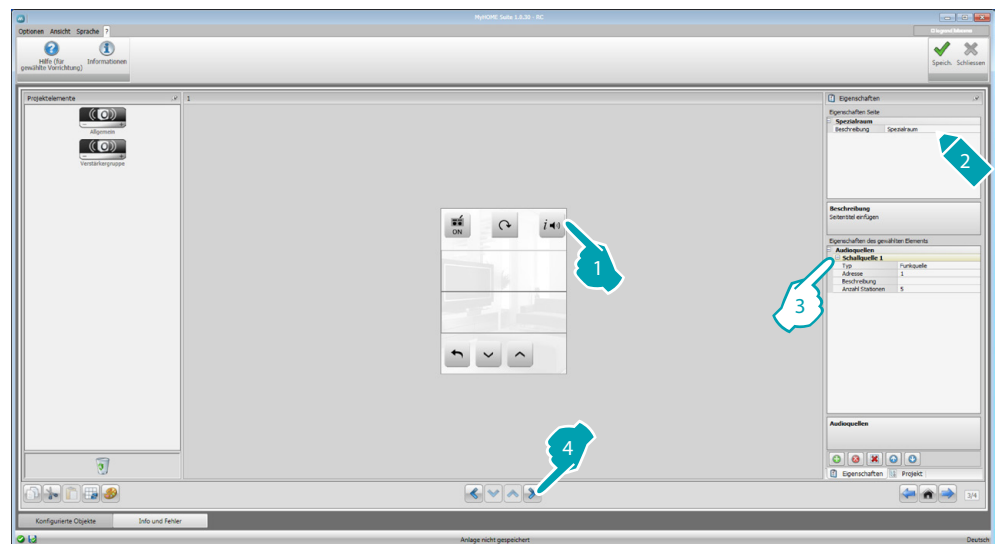 MyHOME Suite 1.0.30 - RC
Optionen Ansicht Sprache ?
Hilfe (für gewählte Vorrichtung)
Informationen
Speich. Schliessen
Projektelemente
Allgemein
Verstärkergruppe
1
ON
i
1
Eigenschaften
Eigenschaften Seite
Spezialraum
Beschreibung Spezialraum
2
Beschreibung
Seitentitel einfügen
Eigenschaften des gewählten Elements
Audioquellen
Schallquelle 1
Typ Funkquelle
Adresse 1
Beschreibung
Anzahl Stationen 5
3
Audioquellen
Eigenschaften Projekt
4
3/4
Konfigurierte Objekte Info und Fehler
Anlage nicht gespeichert
Deutsch